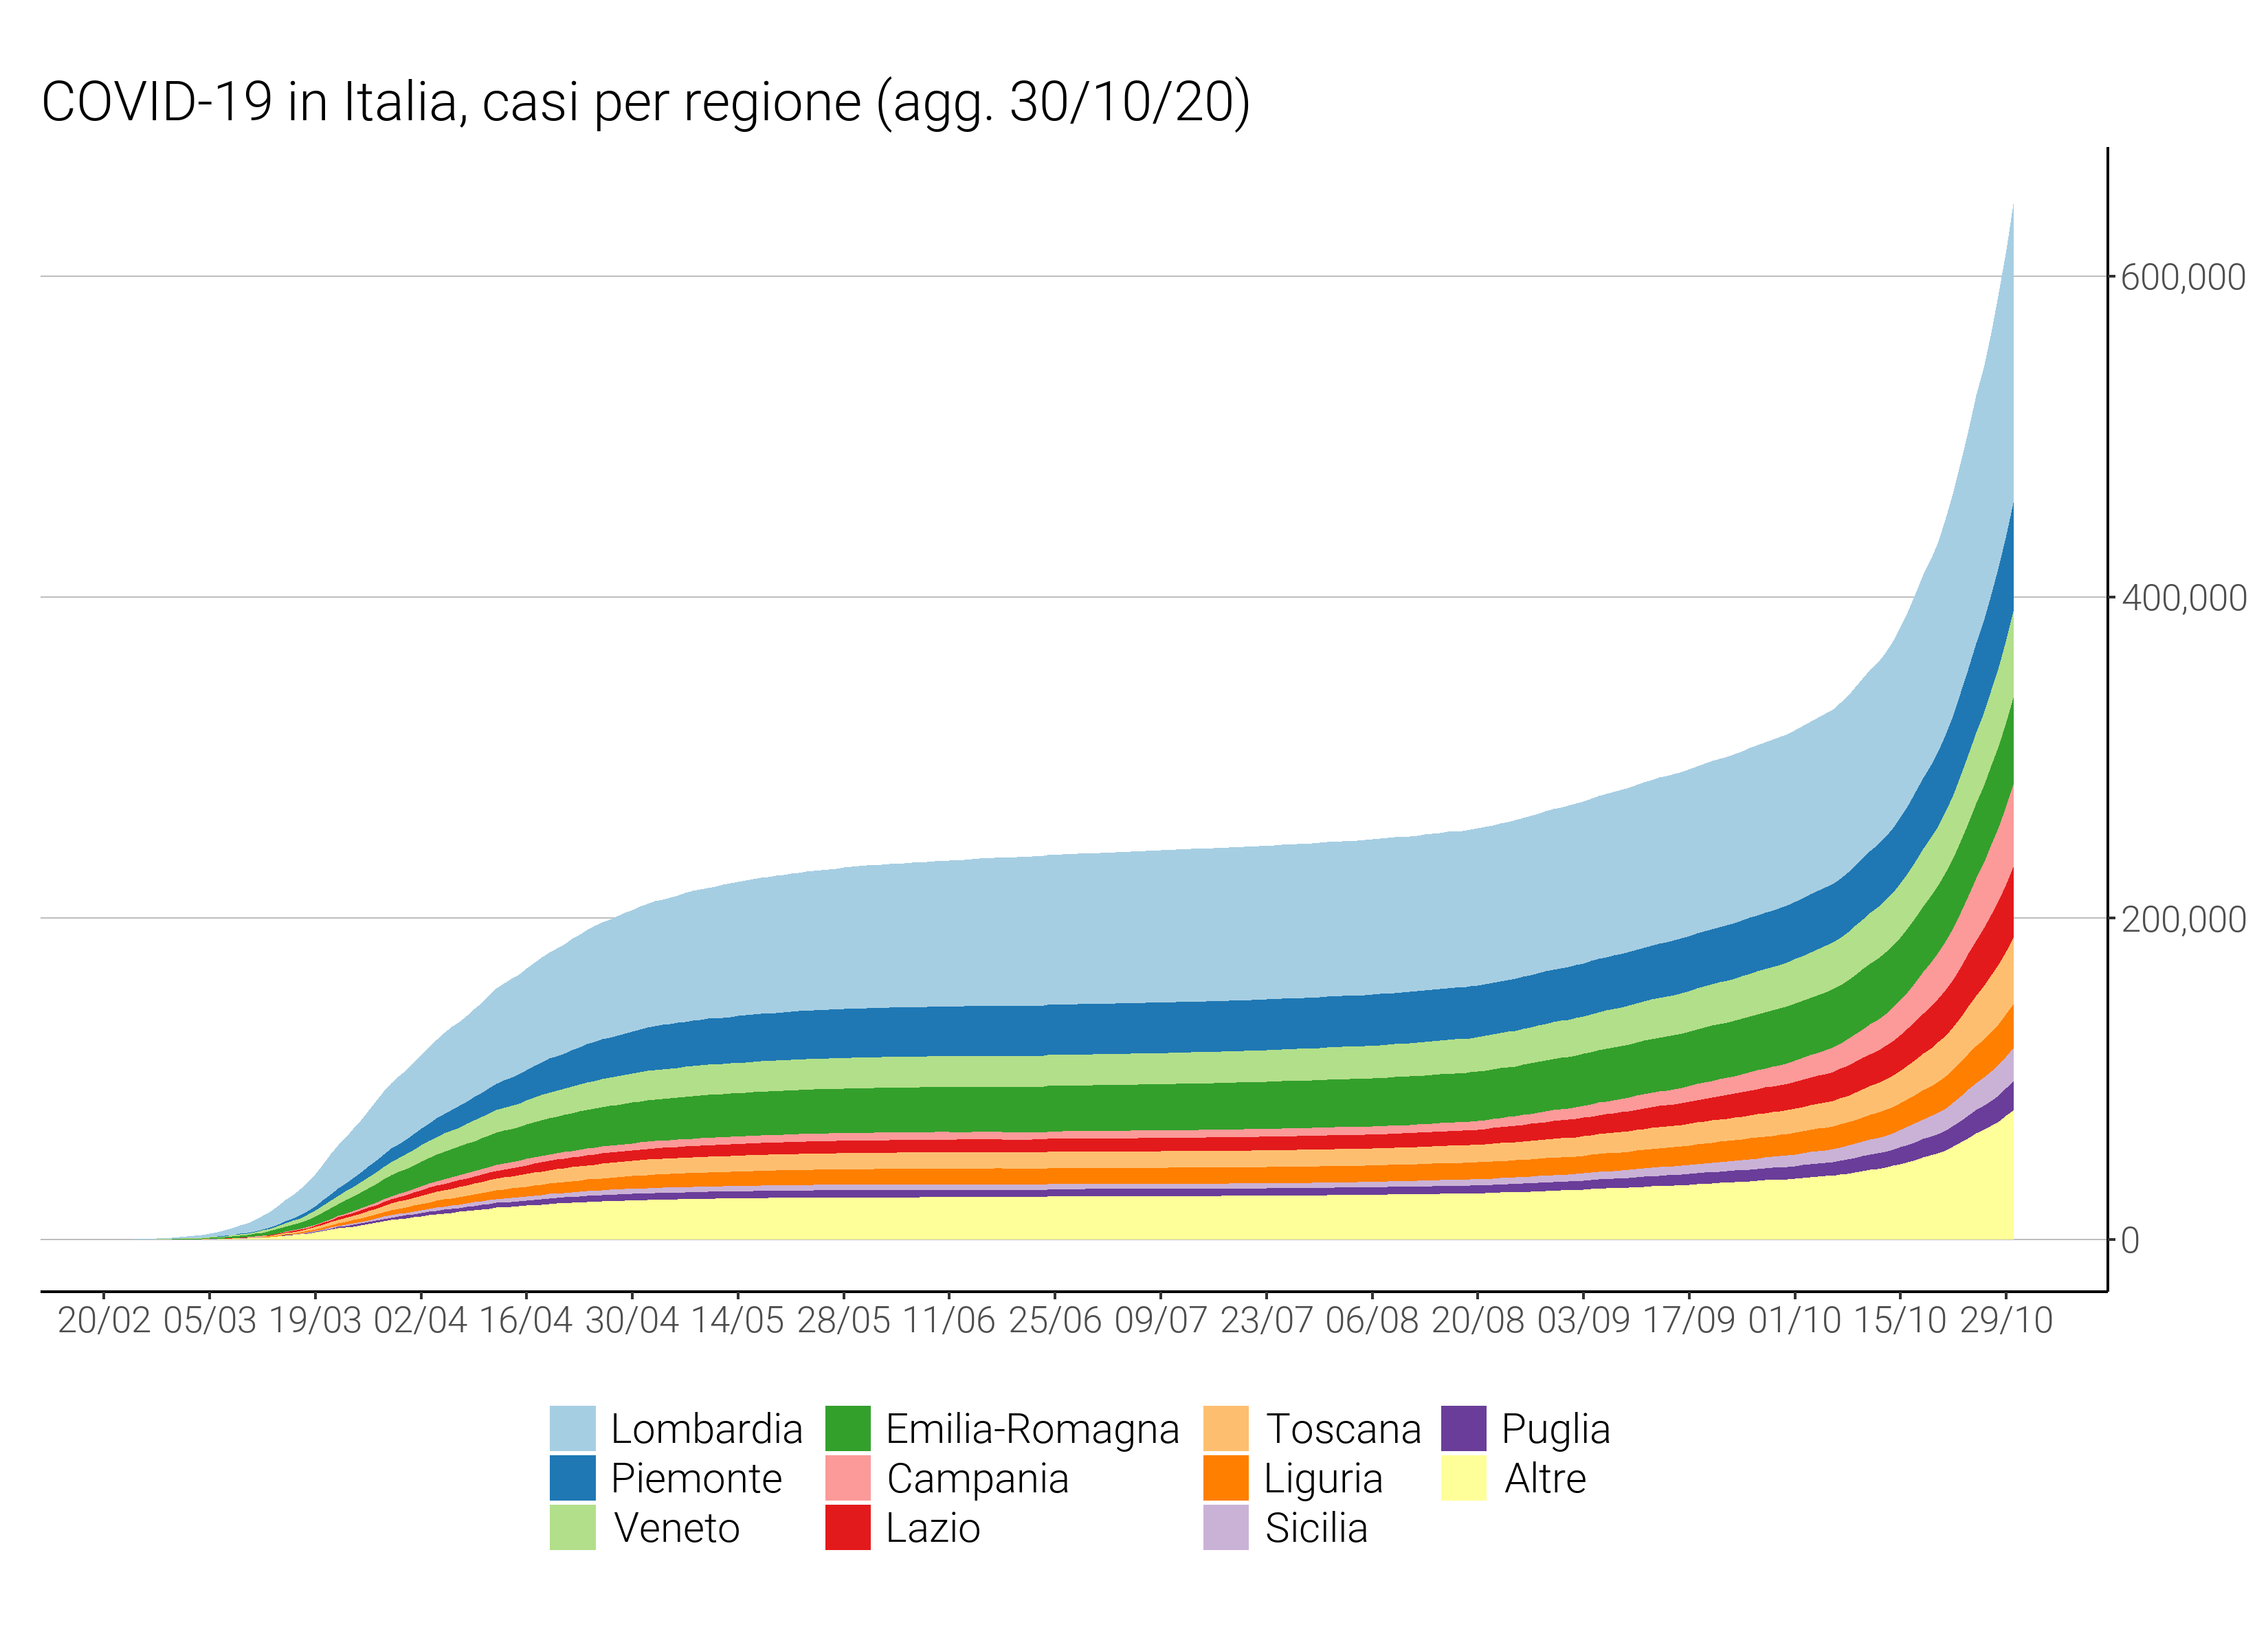 COVID-19 in Italia, casi per regione (agg. 30/10/20)
600,000
400,000
200,000
0
20/02 05/03 19/03 02/04 16/04 30/04 14/05 28/05 11/06 25/06 09/07 23/07 06/08 20/08 03/09 17/09 01/10 15/10 29/10
Lombardia Emilia-Romagna Toscana Puglia
Piemonte Campania Liguria Altre
Veneto Lazio Sicilia